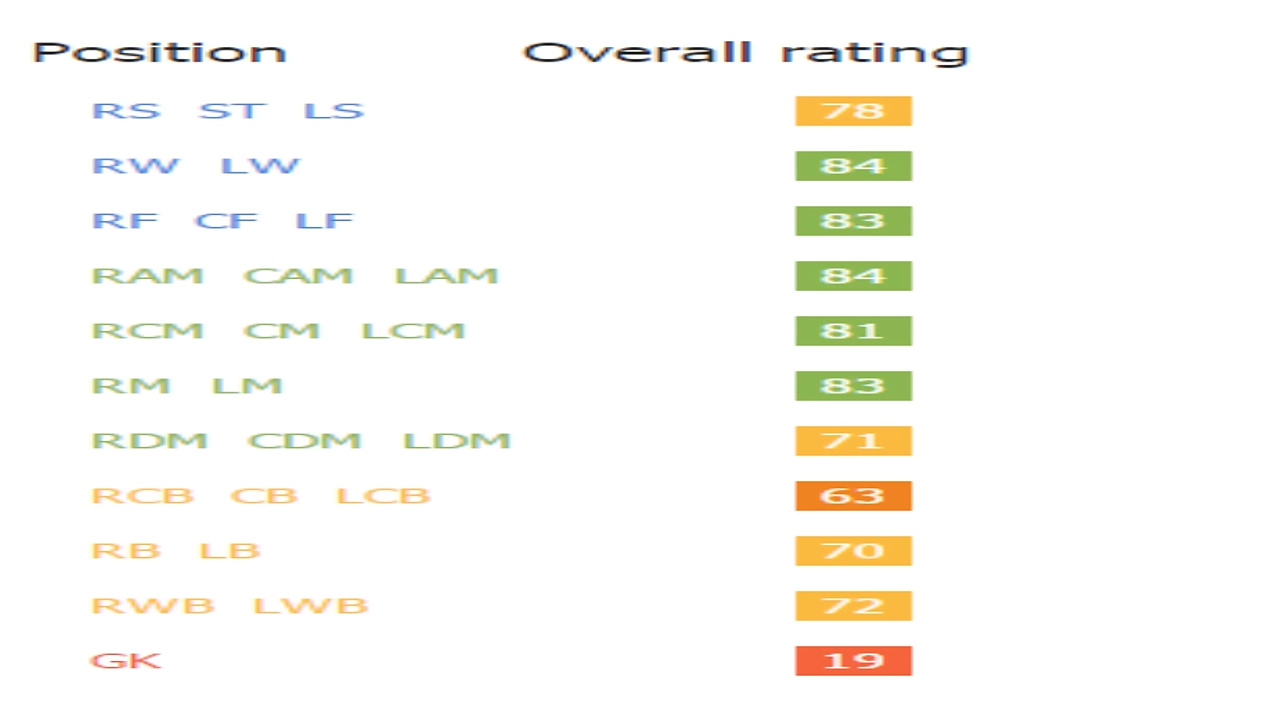 Position Overall rating
RS ST LS 78
RW LW 84
RF CF LF 83
RAM CAM LAM 84
RCM CM LCM 81
RM LM 83
RDM CDM LDM 71
RCB CB LCB 63
RB LB 70
RWB LWB 72
GK 19